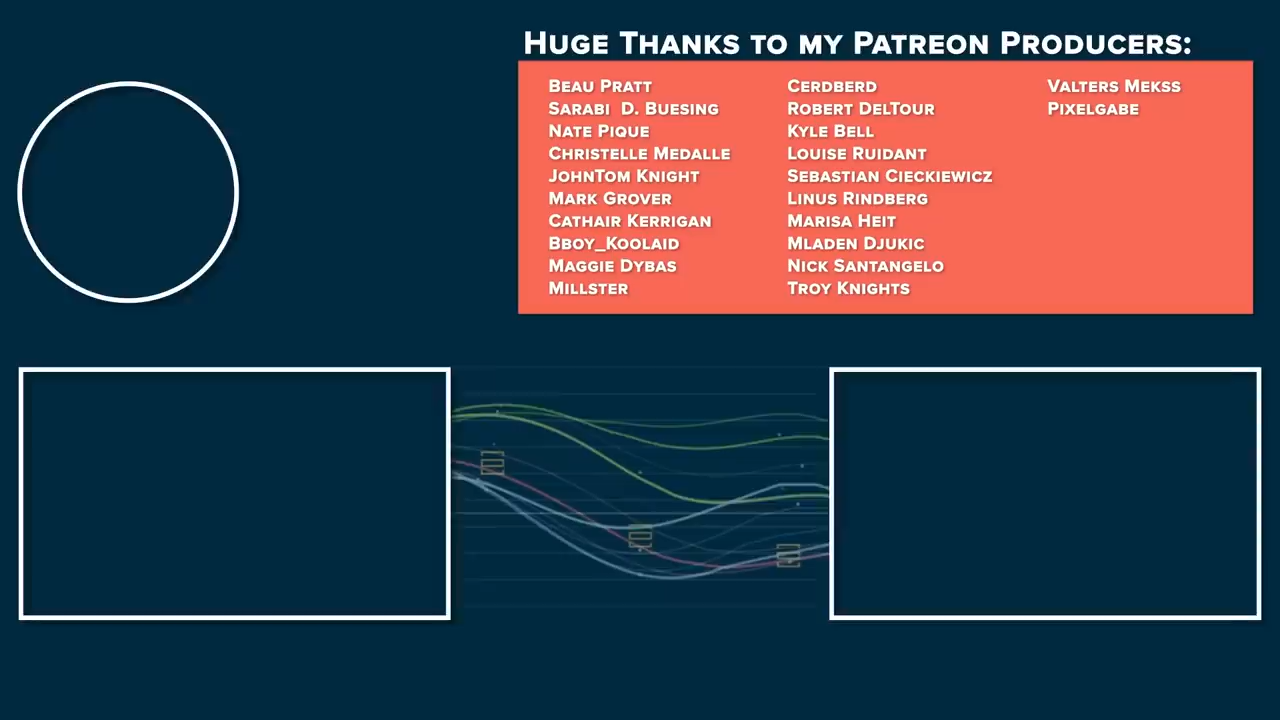 Huge Thanks to my Patreon Producers:
Beau Pratt
Sarabi D. Buesing
Nate Pique
Christelle Medalle
JohnTom Knight
Mark Grover
Cathair Kerrigan
Bboy_Koolaid
Maggie Dybas
Millster
Cerdberd
Robert DelTour
Kyle Bell
Louise Ruidant
Sebastian Cieckiewicz
Linus Rindberg
Marisa Heit
Mladen Djukic
Nick Santangelo
Troy Knights
Valters Mekss
Pixelgabe